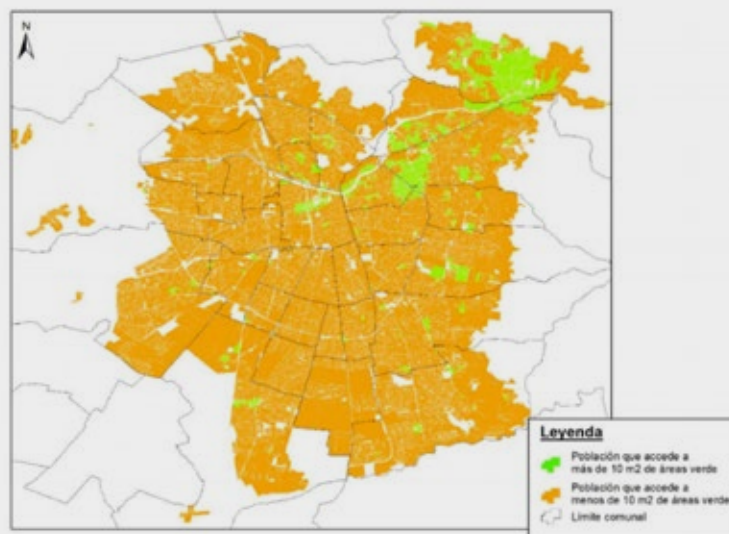 N
Leyenda
Población que accede a
más de 10 m2 de áreas verde
Población que accede a
menos de 10 m2 de áreas verde
Límite comunal